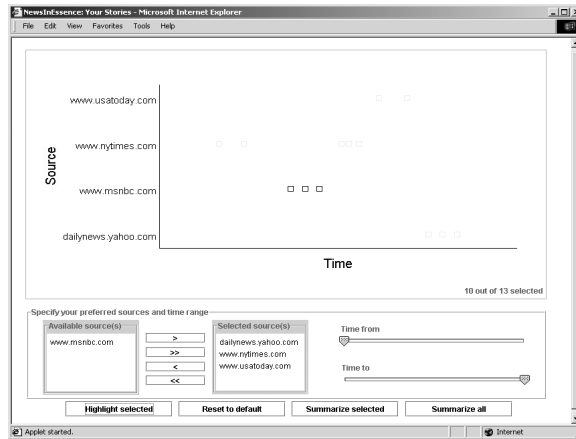 NewsInEssence: Your Stories - Microsoft Internet Explorer
File Edit View Favorites Tools Help
www.usatoday.com
www.nytimes.com
www.msnbc.com
dailynews.yahoo.com
Source
Time
10 out of 13 selected
Specify your preferred sources and time range
Available source(s)
www.msnbc.com
>
>>
<
<<
Selected source(s)
dailynews.yahoo.com
www.nytimes.com
www.usatoday.com
Time from
Time to
Highlight selected Reset to default Summarize selected Summarize all
Applet started. Internet